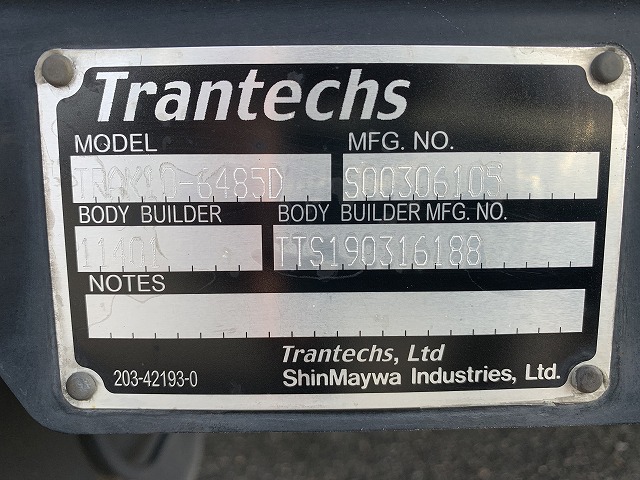 Trantechs
MODEL MFG. NO.
S00306105
BODY BUILDER BODY BUILDER MFG. NO.
11401 TTS190316188
NOTES
Trantechs, Ltd
203-42193-0 ShinMaywa Industries, Ltd.